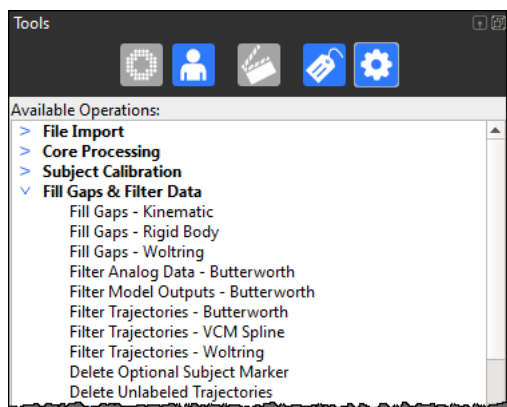 Tools
Available Operations:
> File Import
> Core Processing
> Subject Calibration
˅ Fill Gaps & Filter Data
Fill Gaps - Kinematic
Fill Gaps - Rigid Body
Fill Gaps - Woltring
Filter Analog Data - Butterworth
Filter Model Outputs - Butterworth
Filter Trajectories - Butterworth
Filter Trajectories - VCM Spline
Filter Trajectories - Woltring
Delete Optional Subject Marker
Delete Unlabeled Trajectories